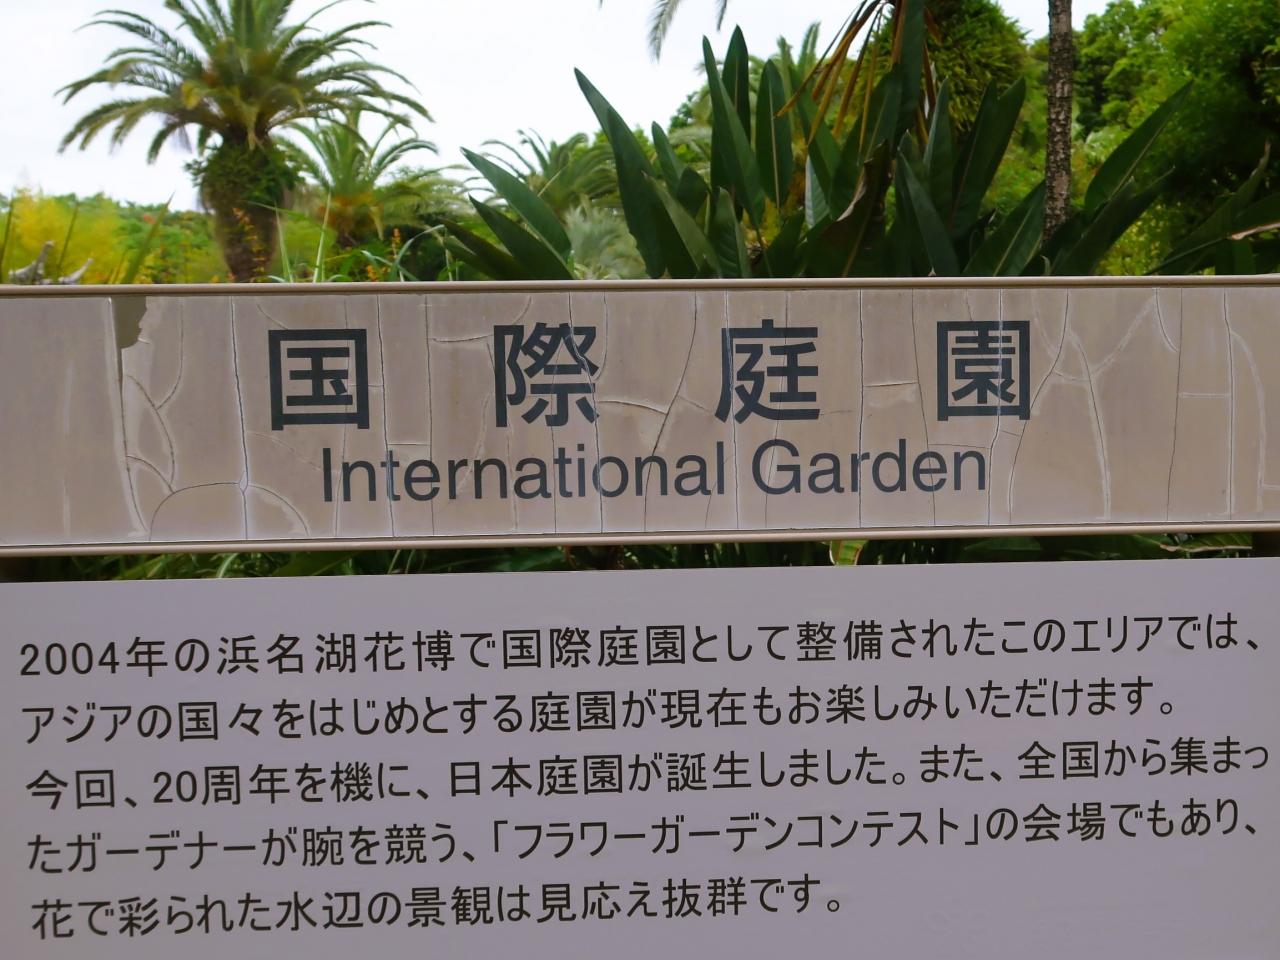 国際庭園
International Garden
2004年の浜名湖花博で国際庭園として整備されたこのエリアでは、
アジアの国々をはじめとする庭園が現在もお楽しみいただけます。
今回、20周年を機に、日本庭園が誕生しました。また、全国から集まっ
たガーデナーが腕を競う、「フラワーガーデンコンテスト」の会場でもあり、
花で彩られた水辺の景観は見応え抜群です。